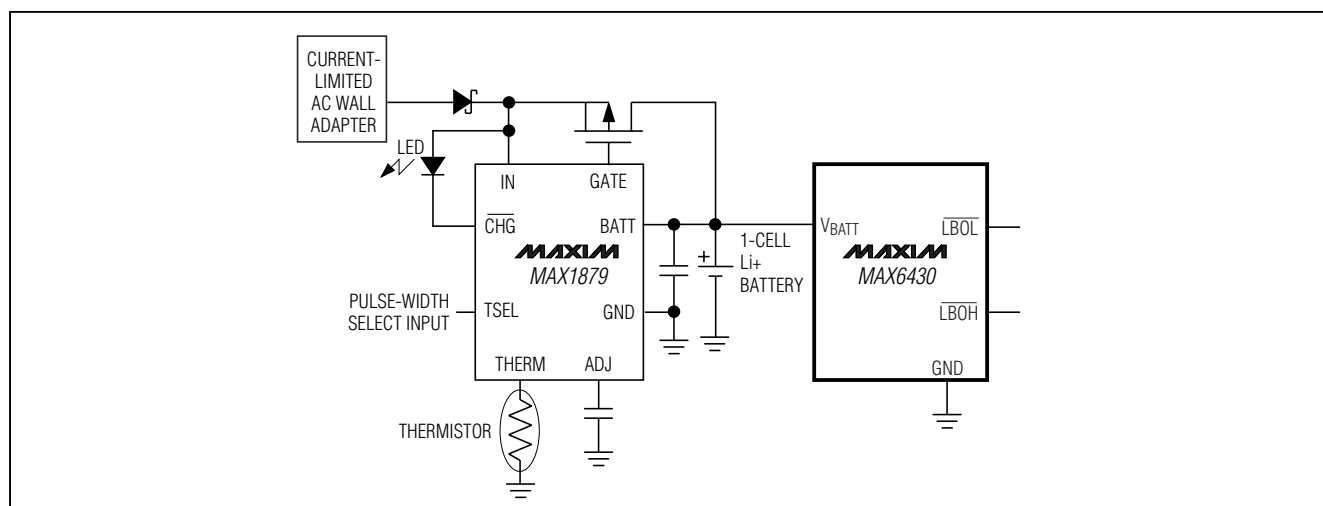 CURRENT-
LIMITED
AC WALL
ADAPTER
LED
IN
GATE
CHG
BATT
MAXIM
MAX1879
PULSE-WIDTH
SELECT INPUT
TSEL
GND
THERM
ADJ
THERMISTOR
+
1-CELL
Li+
BATTERY
VBATT
LBOL
MAXIM
MAX6430
LBOH
GND